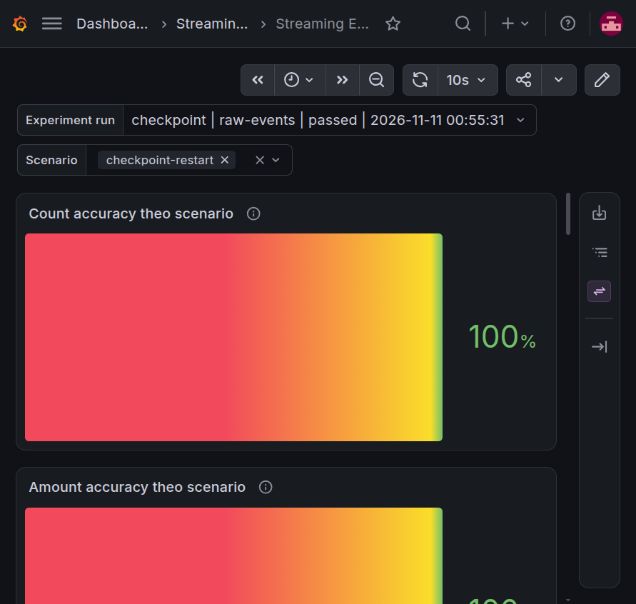 Dashboa... › Streamin... › Streaming E...
10s
Experiment run checkpoint | raw-events | passed | 2026-11-11 00:55:31
Scenario checkpoint-restart
Count accuracy theo scenario
100%
Amount accuracy theo scenario